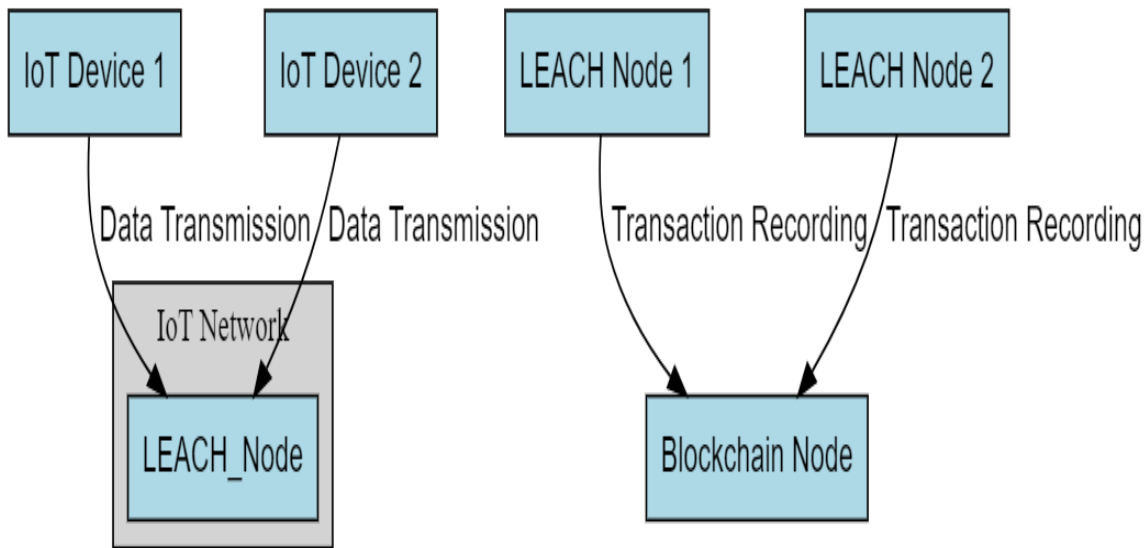 IoT Device 1
IoT Device 2
LEACH Node 1
LEACH Node 2
Data Transmission
Data Transmission
Transaction Recording
Transaction Recording
IoT Network
LEACH_Node
Blockchain Node